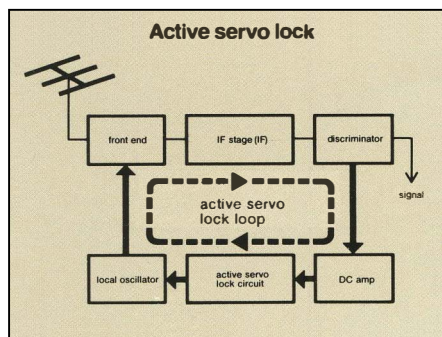 Active servo lock
front end
IF stage (IF)
discriminator
signal
active servo
lock loop
local oscillator
active servo
lock circuit
DC amp